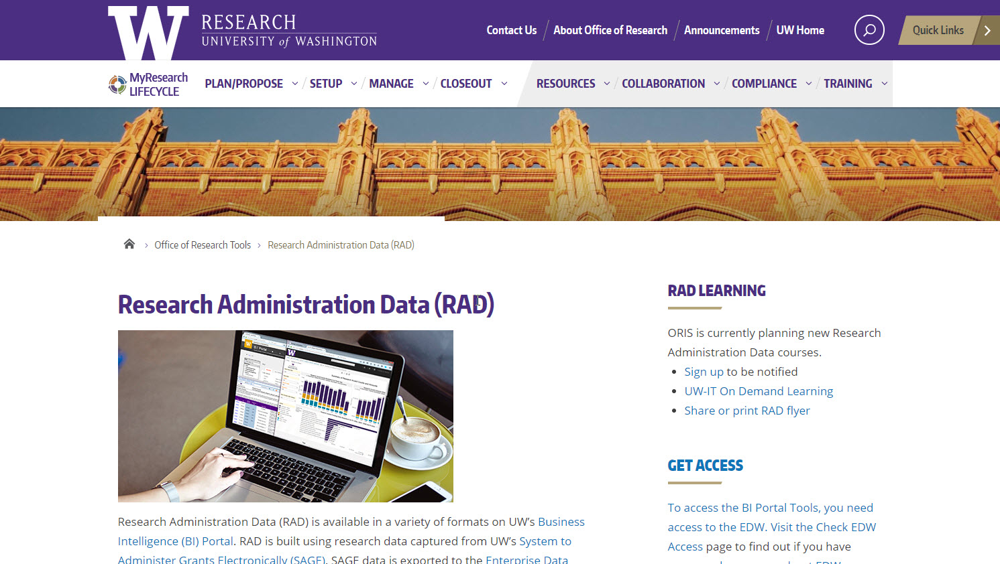 W
RESEARCH
UNIVERSITY of WASHINGTON
Contact Us
About Office of Research
Announcements
UW Home
Quick Links
MyResearch
LIFECYCLE
PLAN/PROPOSE
SETUP
MANAGE
CLOSEOUT
RESOURCES
COLLABORATION
COMPLIANCE
TRAINING
Office of Research Tools
Research Administration Data (RAD)
Research Administration Data (RAD)
W
BI Portal
W
Research Administration Data (RAD) is available in a variety of formats on UW’s Business
Intelligence (BI) Portal. RAD is built using research data captured from UW’s System to
Administer Grants Electronically (SAGE). SAGE data is exported to the Enterprise Data
RAD LEARNING
ORIS is currently planning new Research
Administration Data courses.
Sign up to be notified
UW-IT On Demand Learning
Share or print RAD flyer
GET ACCESS
To access the BI Portal Tools, you need
access to the EDW. Visit the Check EDW
Access page to find out if you have